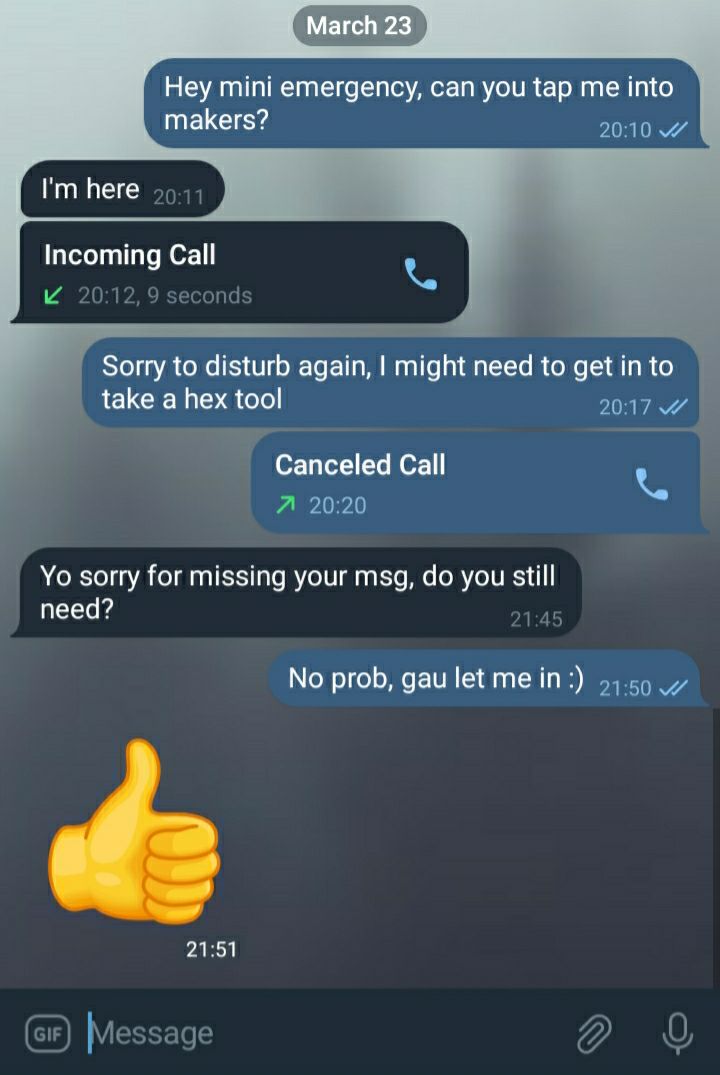 March 23
Hey mini emergency, can you tap me into
makers?
20:10
I'm here 20:11
Incoming Call
20:12, 9 seconds
Sorry to disturb again, I might need to get in to
take a hex tool
20:17
Canceled Call
20:20
Yo sorry for missing your msg, do you still
need?
21:45
No prob, gau let me in :) 21:50
21:51
GIF Message